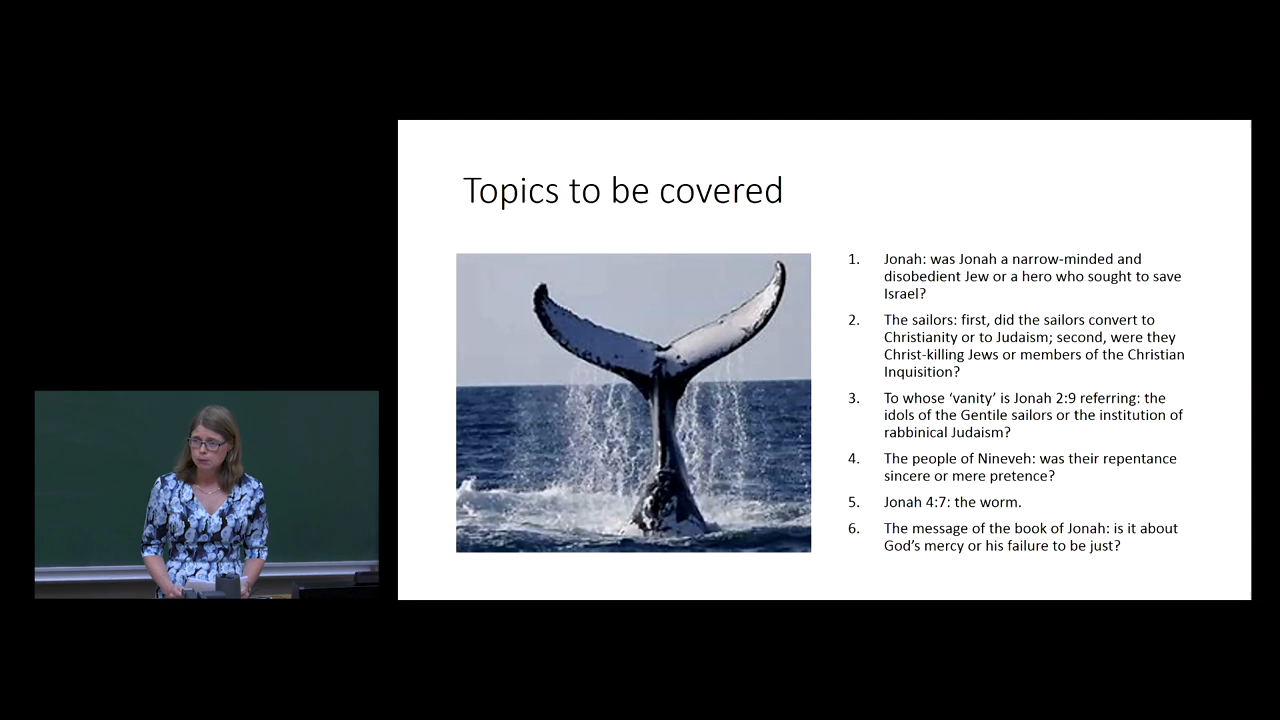 Topics to be covered
1. Jonah: was Jonah a narrow-minded and
disobedient Jew or a hero who sought to save
Israel?
2. The sailors: first, did the sailors convert to
Christianity or to Judaism; second, were they
Christ-killing Jews or members of the Christian
Inquisition?
3. To whose ‘vanity’ is Jonah 2:9 referring: the
idols of the Gentile sailors or the institution of
rabbinical Judaism?
4. The people of Nineveh: was their repentance
sincere or mere pretence?
5. Jonah 4:7: the worm.
6. The message of the book of Jonah: is it about
God’s mercy or his failure to be just?